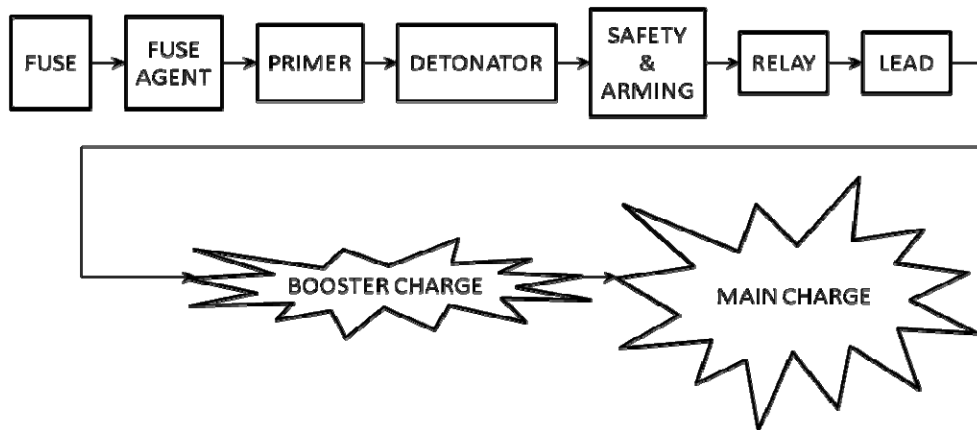 FUSE
FUSE
AGENT
PRIMER
DETONATOR
SAFETY
&
ARMING
RELAY
LEAD
BOOSTER CHARGE
MAIN CHARGE